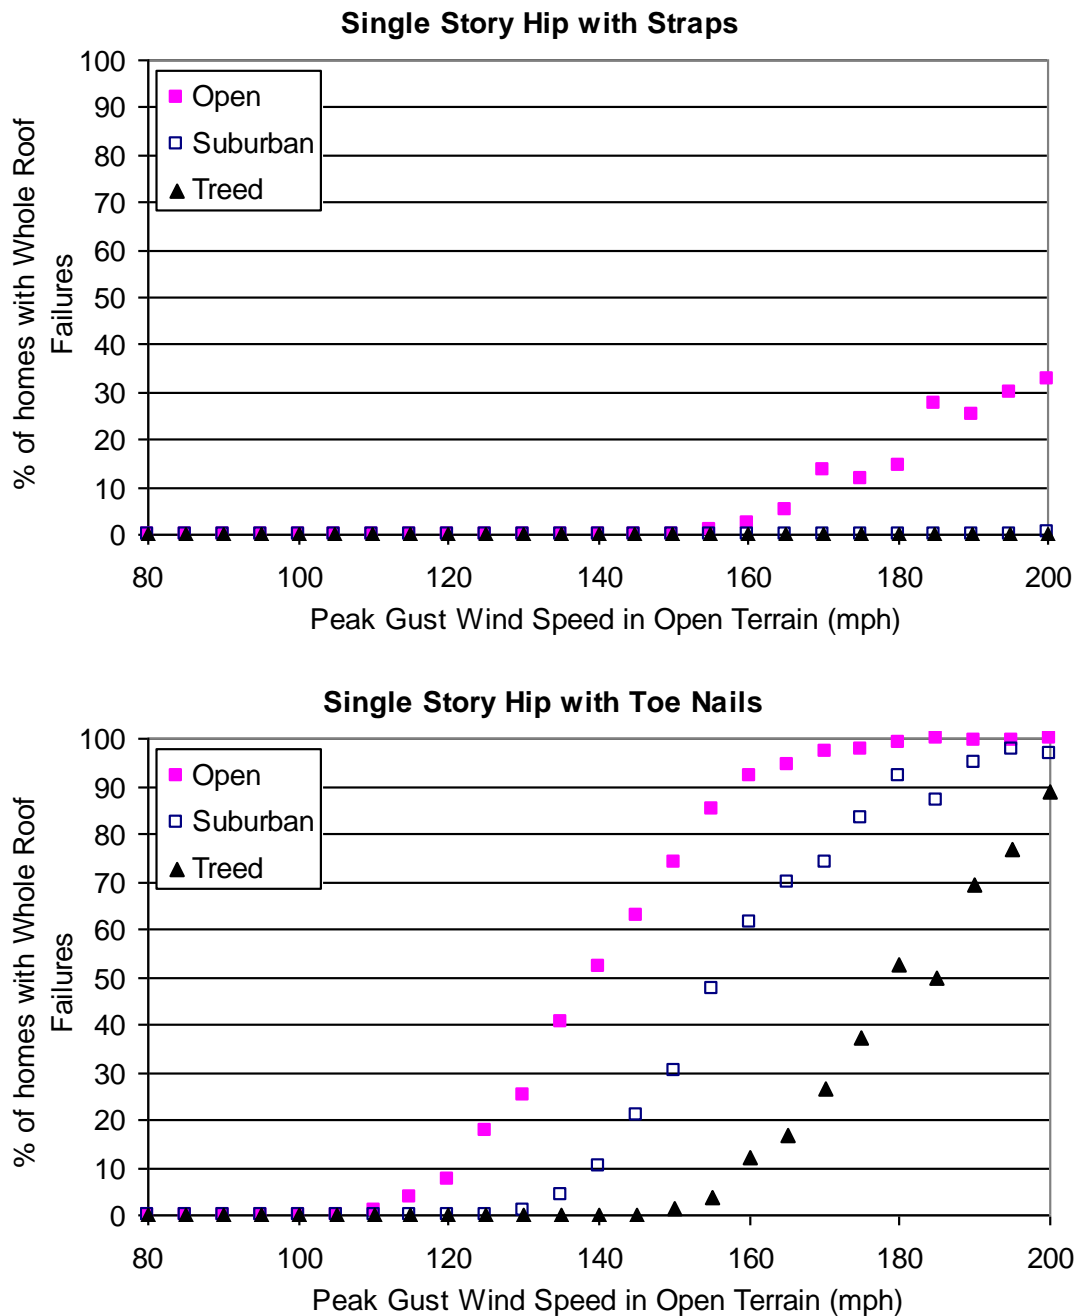 Single Story Hip with Straps
% of homes with Whole Roof
Failures
100
90
80
70
60
50
40
30
20
10
0
Open
Suburban
Treed
80 100 120 140 160 180 200
Peak Gust Wind Speed in Open Terrain (mph)
Single Story Hip with Toe Nails
% of homes with Whole Roof
Failures
100
90
80
70
60
50
40
30
20
10
0
Open
Suburban
Treed
80 100 120 140 160 180 200
Peak Gust Wind Speed in Open Terrain (mph)